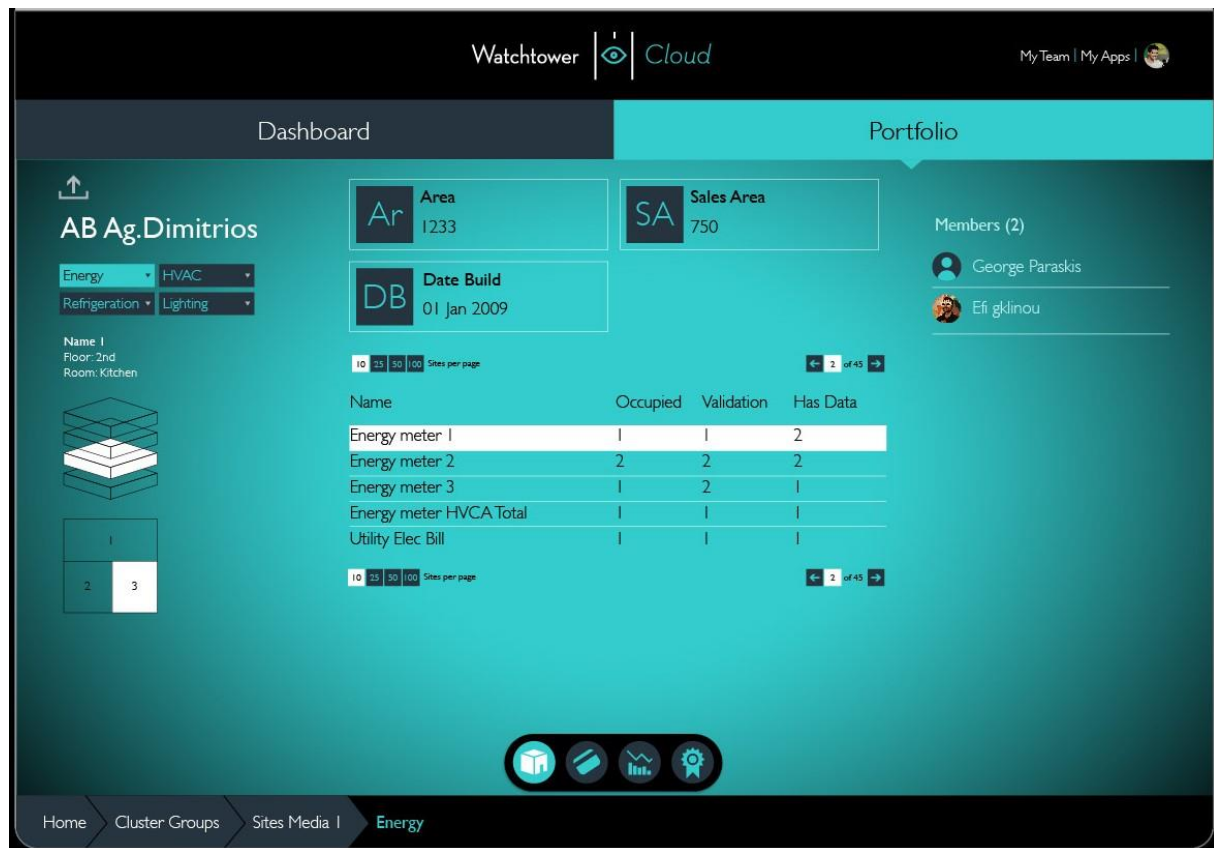 Watchtower Cloud
My Team | My Apps |
Dashboard
Portfolio
AB Ag.Dimitrios
Energy HVAC
Refrigeration Lighting
Name 1
Floor: 2nd
Room: Kitchen
1
2 3
Ar
Area
1233
SA
Sales Area
750
DB
Date Build
01 Jan 2009
10 25 50 100 Sites per page
← 2 of 45 →
Name Occupied Validation Has Data
Energy meter 1 1 1 2
Energy meter 2 2 2 2
Energy meter 3 1 2 1
Energy meter HVCA Total 1 1 1
Utility Elec Bill 1 1 1
10 25 50 100 Sites per page
← 2 of 45 →
Members (2)
George Paraskis
Efi gklinou
Home Cluster Groups Sites Media 1 Energy